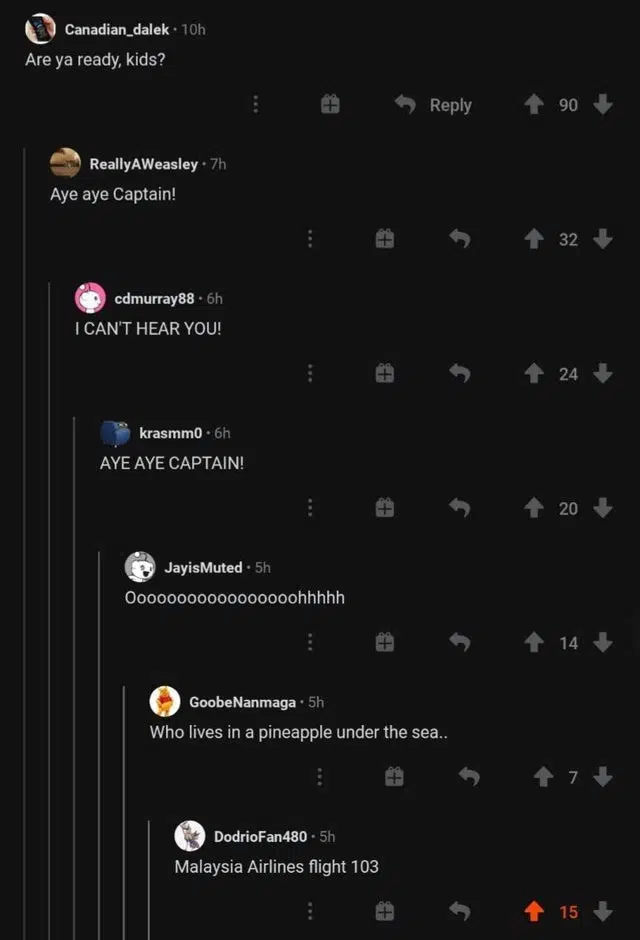 Canadian_dalek · 10h
Are ya ready, kids?
Reply 90
ReallyAWeasley · 7h
Aye aye Captain!
32
cdmurray88 · 6h
I CAN'T HEAR YOU!
24
krasmm0 · 6h
AYE AYE CAPTAIN!
20
JayisMuted · 5h
Oooooooooooooooohhhhh
14
GoobeNanmaga · 5h
Who lives in a pineapple under the sea..
7
DodrioFan480 · 5h
Malaysia Airlines flight 103
15